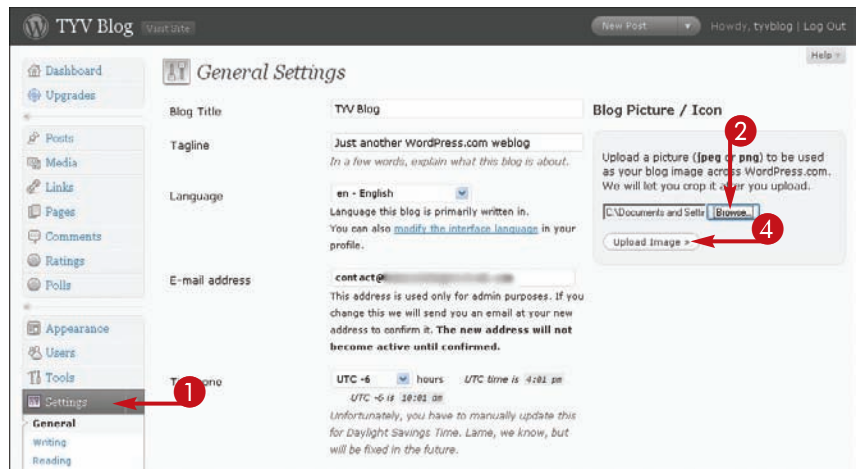 TYV Blog Visit Site New Post Howdy, tyvblog | Log Out
Help
Dashboard
Upgrades
Posts
Media
Links
Pages
Comments
Ratings
Polls
Appearance
Users
Tools
Settings
General
Writing
Reading
General Settings
Blog Title TYV Blog
Tagline Just another WordPress.com weblog
In a few words, explain what this blog is about.
Language en - English
Language this blog is primarily written in.
You can also modify the interface language in your
profile.
E-mail address contact@
This address is used only for admin purposes. If you
change this we will send you an email at your new
address to confirm it. The new address will not
become active until confirmed.
UTC -6 hours UTC time is 4:01 pm
UTC -6 is 10:01 am
Unfortunately, you have to manually update this
for Daylight Savings Time. Lame, we know, but
will be fixed in the future.
Blog Picture / Icon
Upload a picture (jpeg or png) to be used
as your blog image across WordPress.com.
We will let you crop it after you upload.
C:\Documents and Settin Browse...
Upload Image »
1
2
4